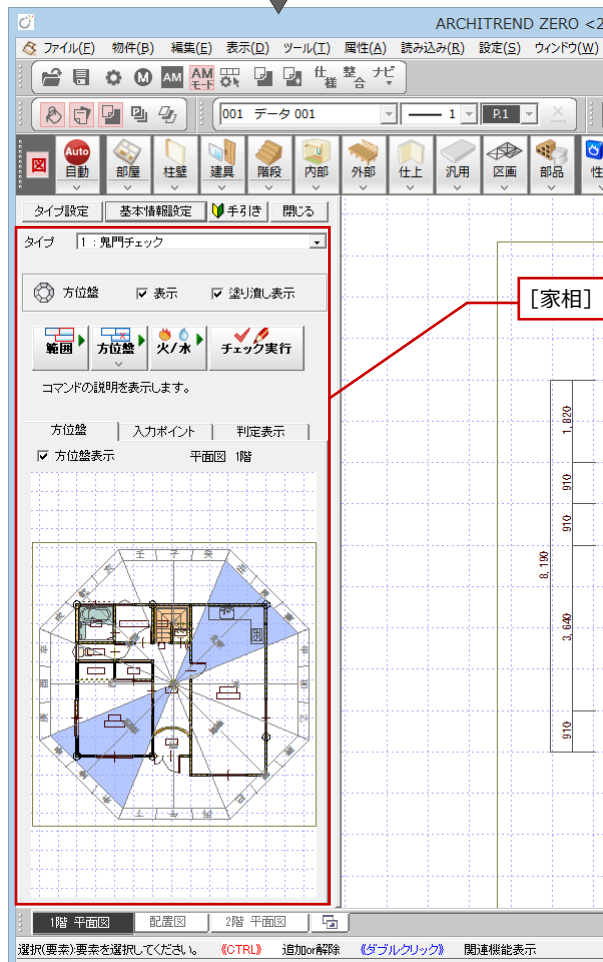 ARCHITREND ZERO <2
ファイル(F) 物件(B) 編集(E) 表示(D) ツール(T) 属性(A) 読み込み(R) 設定(S) ウィンドウ(W)
M AM AMモード 仕様 整合 ナビ
001 データ 001 1 P.1
図 Auto自動 部屋 柱壁 建具 階段 内部 外部 仕上 汎用 区画 部品 性
タイプ設定 基本情報設定 手引き 閉じる
タイプ 1 : 鬼門チェック
方位盤 表示 塗り潰し表示
[家相]
範囲 方位盤 火/水 チェック実行
コマンドの説明を表示します。
方位盤 入力ポイント 判定表示
方位盤表示 平面図 1階
1,820
910
910
8,190
3,640
910
壬 子 癸
1階 平面図 配置図 2階 平面図
選択(要素):要素を選択してください。 《CTRL》 追加or解除 《ダブルクリック》 関連機能表示